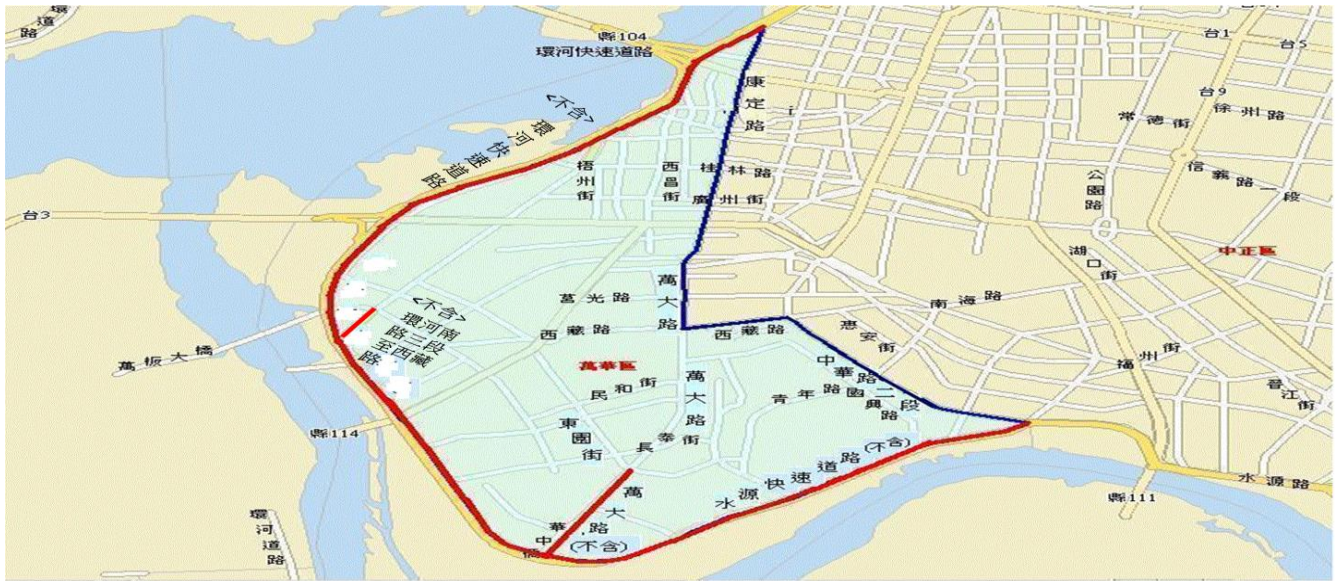 環
道
路
縣104
環河快速道路
台1
台5
台9
徐州路
常德街
康定路
<不含>
環河快速道路
梧州街
西昌街
桂林路
廣州街
公園路
信義路一段
台3
中正區
湖口街
萬大路
莒光路
南海路
<不含>
環河南路三段至西藏路
西藏路
西藏路
惠安街
萬板大橋
萬華區
中華路二段
福州街
民和街
萬大路
青年路
國興路
晉江街
東園街
長泰街
縣114
水源快速道路(不含)
水源路
縣111
萬大路
華中橋
(不含)
環河道路